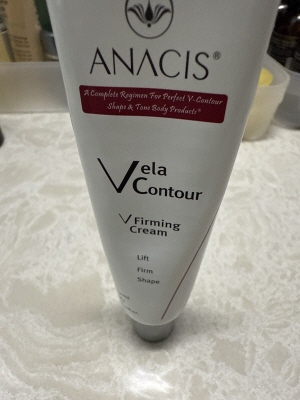 ANACIS®
A Complete Regimen For Perfect V-Contour
Shape & Tone Body Products®
Vela
Contour
V Firming
Cream
Lift
Firm
Shape